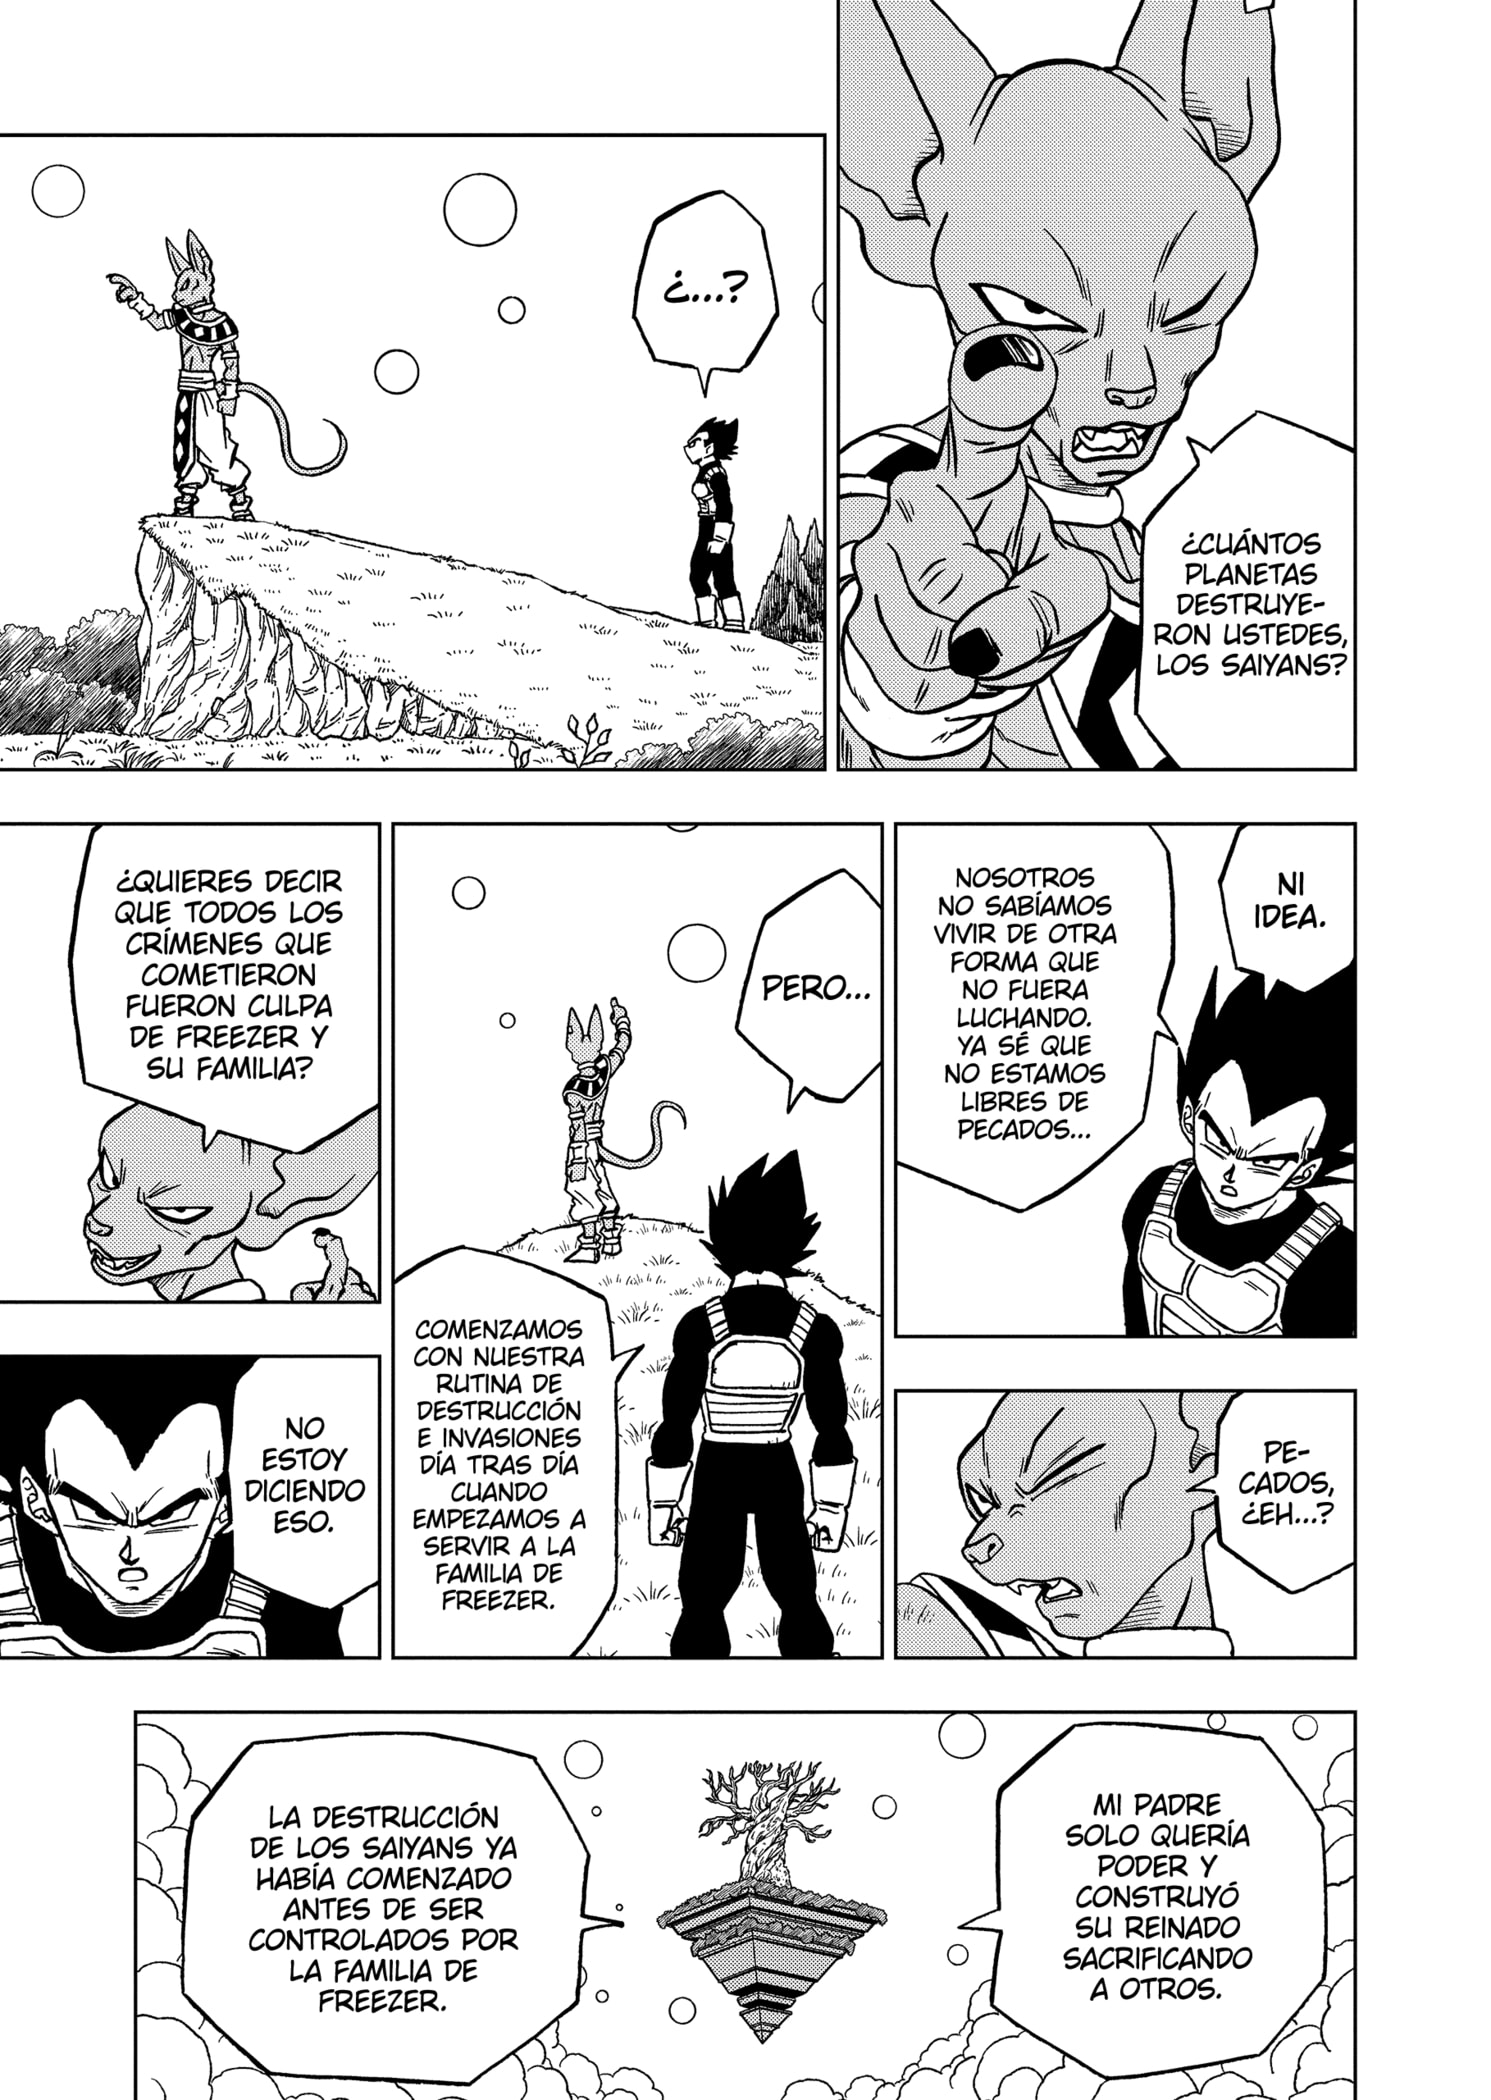 ¿CUÁNTOS
PLANETAS
DESTRUYE-
RON USTEDES,
LOS SAIYANS?
¿...?
NI
IDEA.
NOSOTROS
NO SABÍAMOS
VIVIR DE OTRA
FORMA QUE
NO FUERA
LUCHANDO.
YA SÉ QUE
NO ESTAMOS
LIBRES DE
PECADOS...
PE-
CADOS,
¿EH...?
PERO...
COMENZAMOS
CON NUESTRA
RUTINA DE
DESTRUCCIÓN
E INVASIONES
DÍA TRAS DÍA
CUANDO
EMPEZAMOS A
SERVIR A LA
FAMILIA DE
FREEZER.
¿QUIERES DECIR
QUE TODOS LOS
CRÍMENES QUE
COMETIERON
FUERON CULPA
DE FREEZER Y
SU FAMILIA?
NO
ESTOY
DICIENDO
ESO.
MI PADRE
SOLO QUERÍA
PODER Y
CONSTRUYÓ
SU REINADO
SACRIFICANDO
A OTROS.
LA DESTRUCCIÓN
DE LOS SAIYANS YA
HABÍA COMENZADO
ANTES DE SER
CONTROLADOS POR
LA FAMILIA DE
FREEZER.